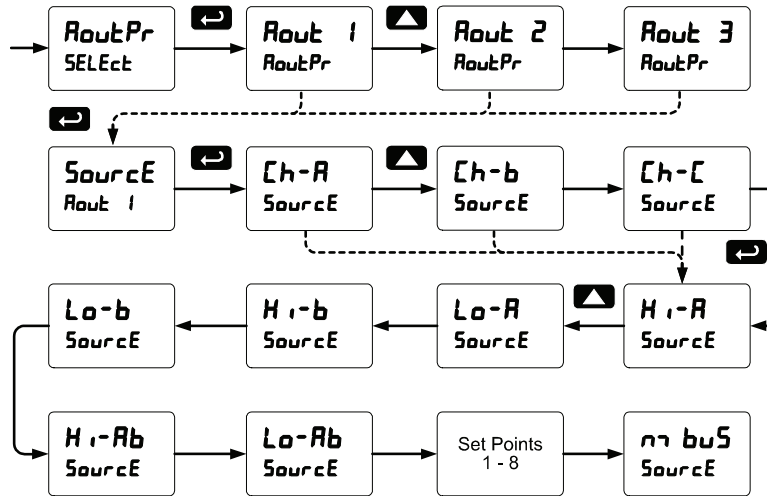 AoutPr
SELEct
Aout 1
AoutPr
Aout 2
AoutPr
Aout 3
AoutPr
SourcE
Aout 1
Ch-A
SourcE
Ch-b
SourcE
Ch-C
SourcE
Lo-b
SourcE
Hi-b
SourcE
Lo-A
SourcE
Hi-A
SourcE
Hi-Ab
SourcE
Lo-Ab
SourcE
Set Points
1 - 8
m buS
SourcE